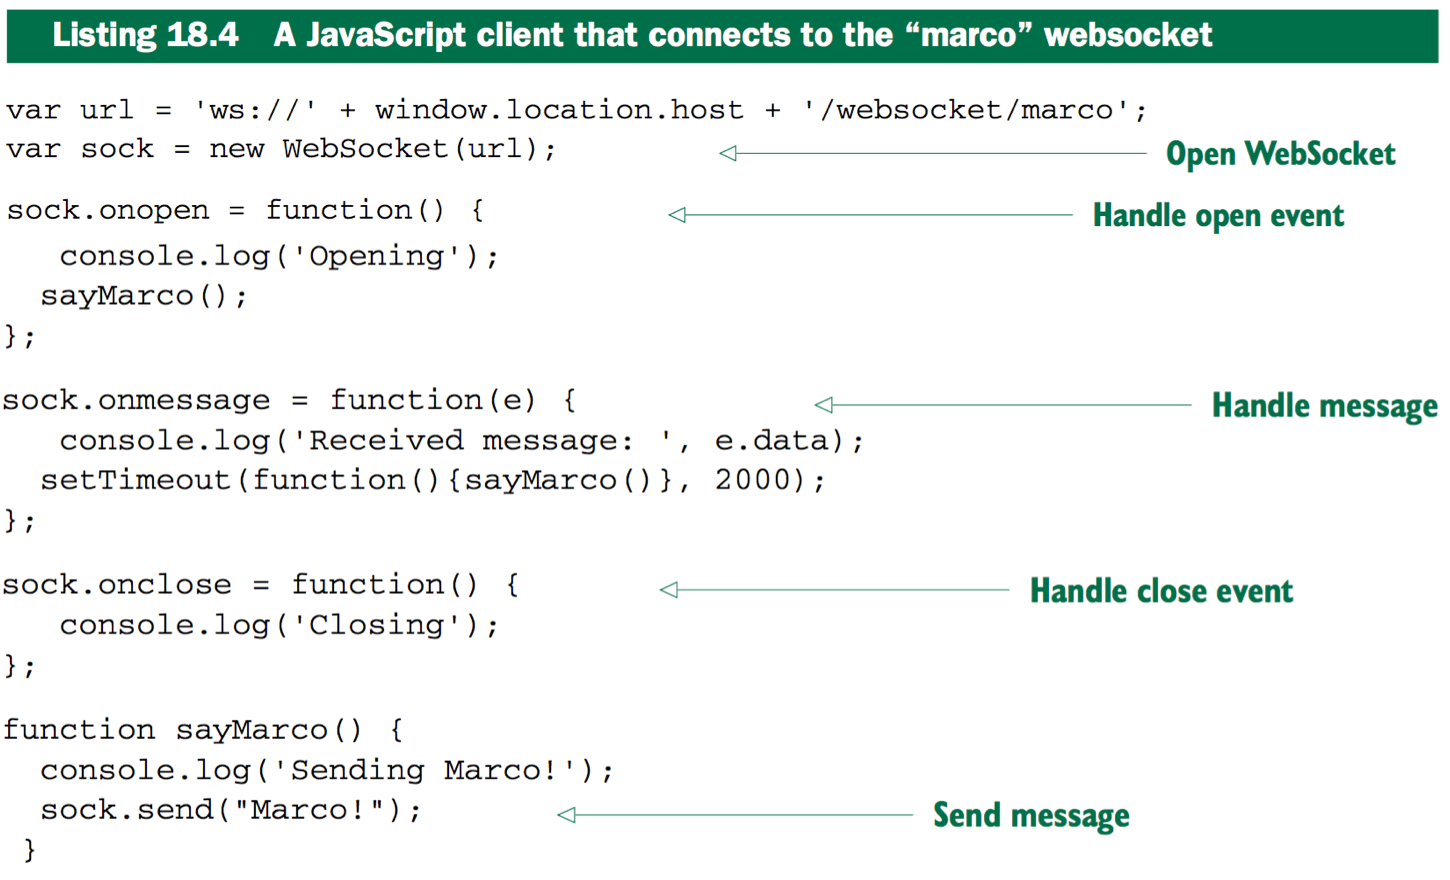 Listing 18.4 A JavaScript client that connects to the “marco” websocket
var url = 'ws://' + window.location.host + '/websocket/marco';
var sock = new WebSocket(url); Open WebSocket
sock.onopen = function() { Handle open event
console.log('Opening');
sayMarco();
};
sock.onmessage = function(e) { Handle message
console.log('Received message: ', e.data);
setTimeout(function(){sayMarco()}, 2000);
};
sock.onclose = function() { Handle close event
console.log('Closing');
};
function sayMarco() {
console.log('Sending Marco!');
sock.send("Marco!"); Send message
}